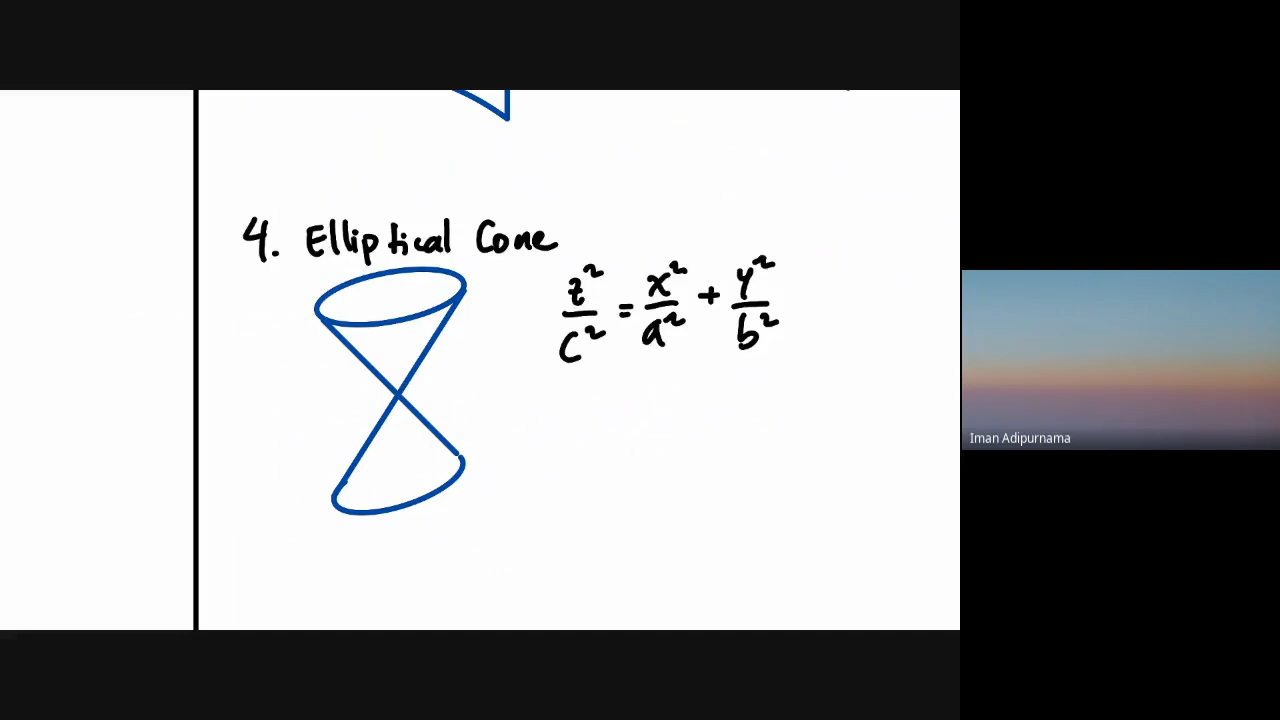 4. Elliptical Cone
z²/c² = x²/a² + y²/b²
Iman Adipurnama